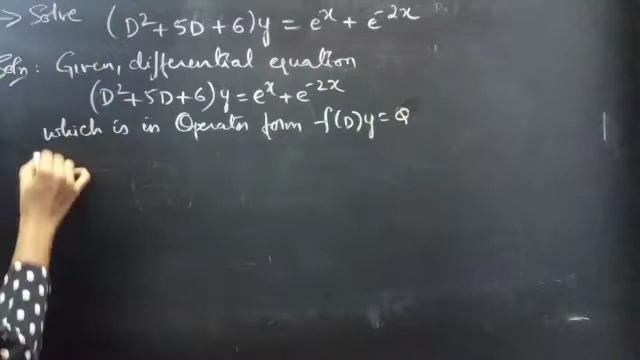 → Solve (D²+5D+6)y = eˣ + e⁻²ˣ
Soln: Given, differential equation
(D²+5D+6)y = eˣ + e⁻²ˣ
which is in Operator form f(D)y = Q